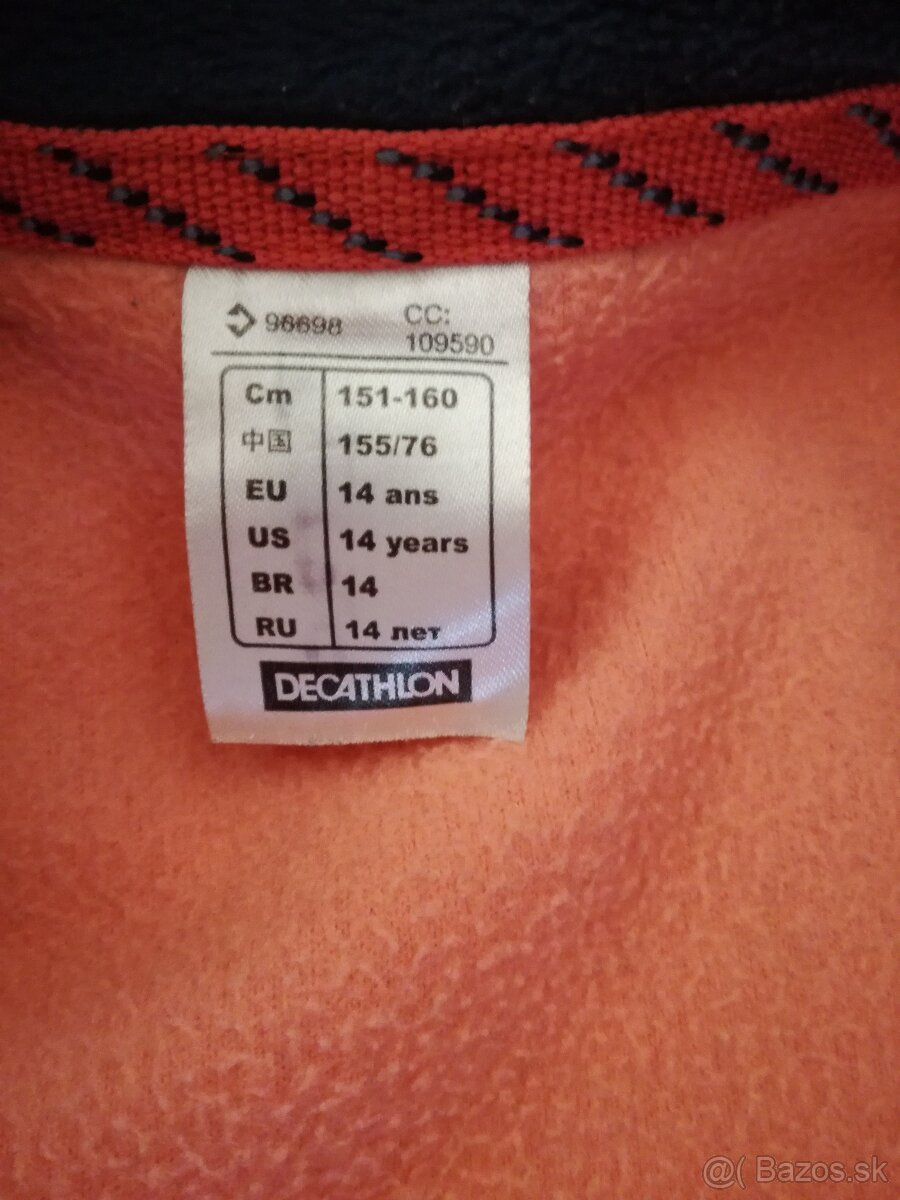 96698 CC:
109590
Cm 151-160
中国 155/76
EU 14 ans
US 14 years
BR 14
RU 14 лет
DECATHLON
@( Bazos.sk